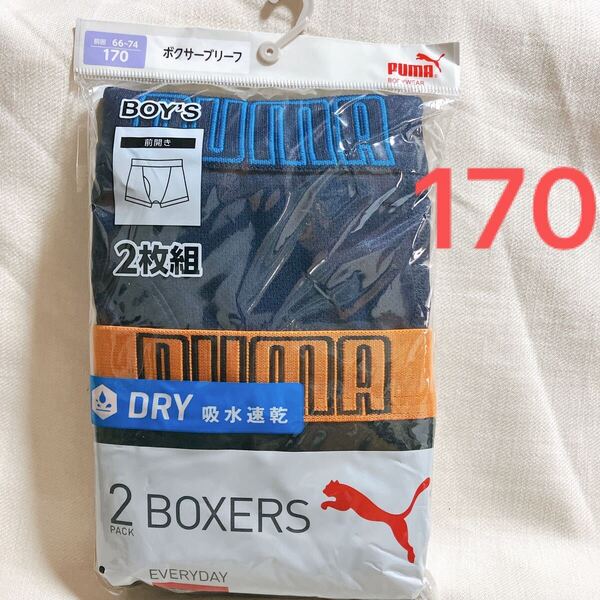 胴囲 66~74
170
ボクサーブリーフ
PUMA
BODYWEAR
BOY'S
PUMA
前開き
170
2枚組
PUMA
DRY 吸水速乾
2 BOXERS
PACK
EVERYDAY